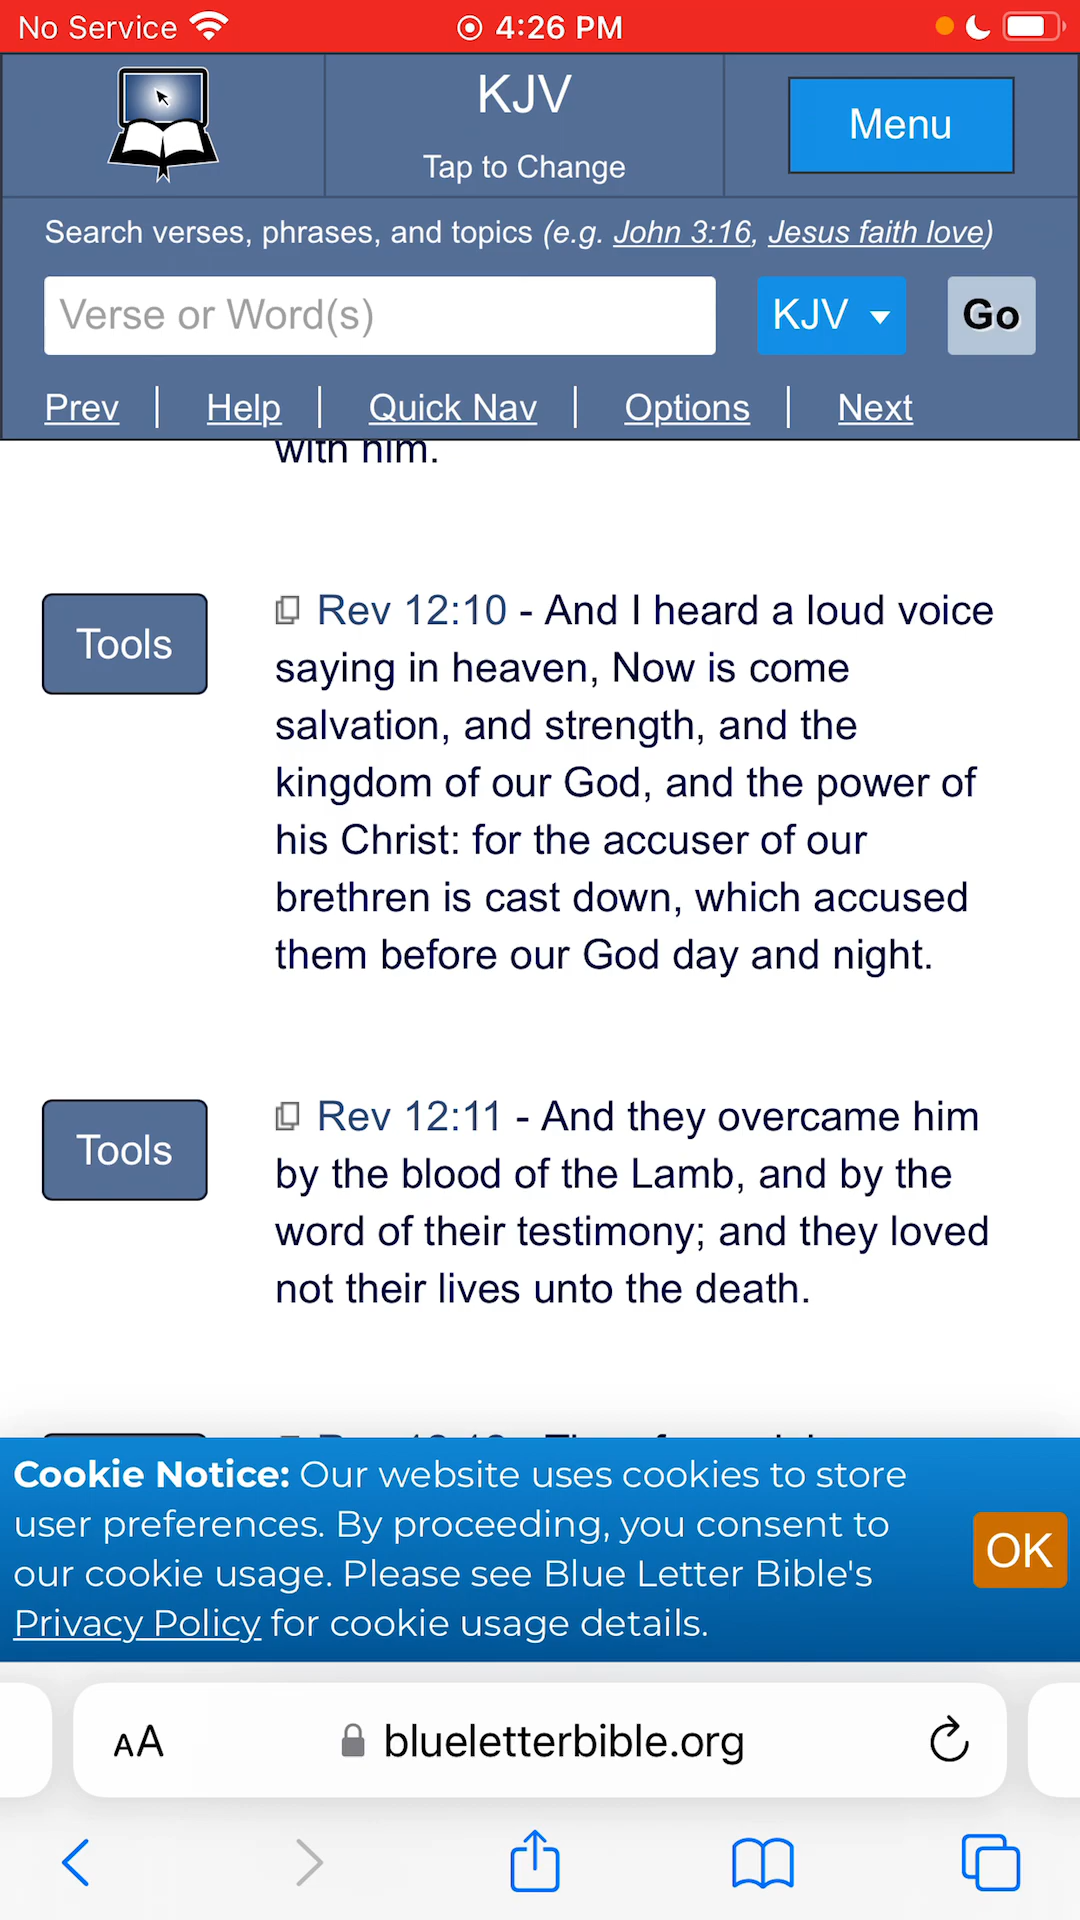 No Service 4:26 PM
KJV
Tap to Change
Menu
Search verses, phrases, and topics (e.g. John 3:16, Jesus faith love)
Verse or Word(s)
KJV
Go
Prev | Help | Quick Nav | Options | Next
with him.
Tools
Rev 12:10 - And I heard a loud voice
saying in heaven, Now is come
salvation, and strength, and the
kingdom of our God, and the power of
his Christ: for the accuser of our
brethren is cast down, which accused
them before our God day and night.
Tools
Rev 12:11 - And they overcame him
by the blood of the Lamb, and by the
word of their testimony; and they loved
not their lives unto the death.
Cookie Notice: Our website uses cookies to store
user preferences. By proceeding, you consent to
our cookie usage. Please see Blue Letter Bible's
Privacy Policy for cookie usage details.
OK
AA blueletterbible.org